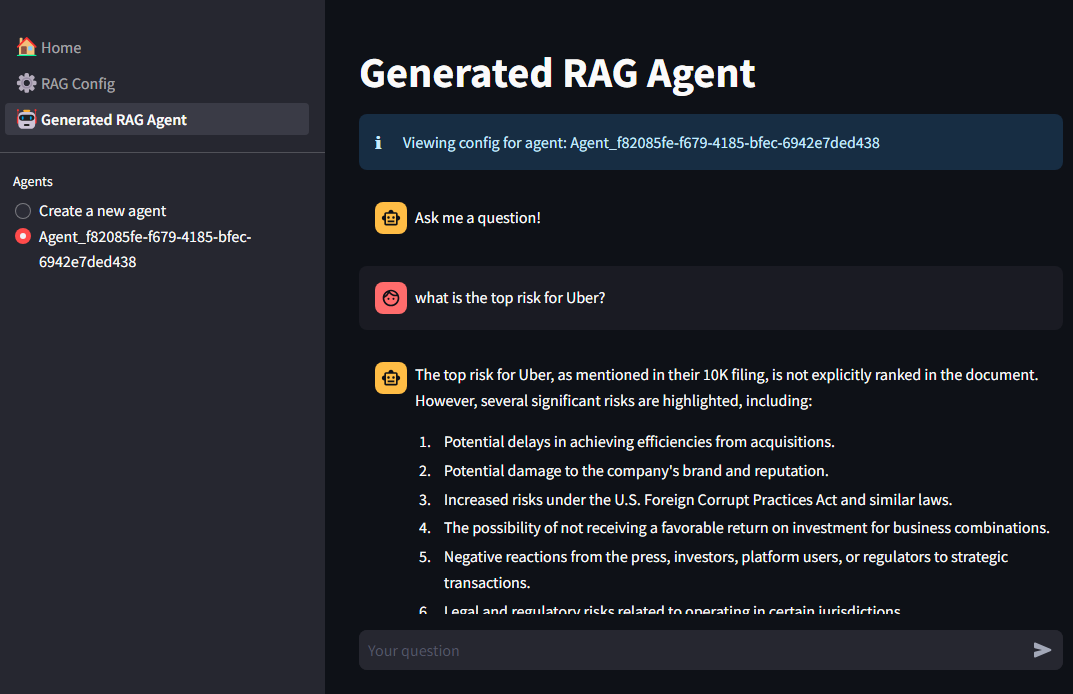 Home
RAG Config
Generated RAG Agent
Agents
Create a new agent
Agent_f82085fe-f679-4185-bfec-
6942e7ded438
Generated RAG Agent
Viewing config for agent: Agent_f82085fe-f679-4185-bfec-6942e7ded438
Ask me a question!
what is the top risk for Uber?
The top risk for Uber, as mentioned in their 10K filing, is not explicitly ranked in the document.
However, several significant risks are highlighted, including:
1. Potential delays in achieving efficiencies from acquisitions.
2. Potential damage to the company's brand and reputation.
3. Increased risks under the U.S. Foreign Corrupt Practices Act and similar laws.
4. The possibility of not receiving a favorable return on investment for business combinations.
5. Negative reactions from the press, investors, platform users, or regulators to strategic
transactions.
6. Legal and regulatory risks related to operating in certain jurisdictions.
Your question